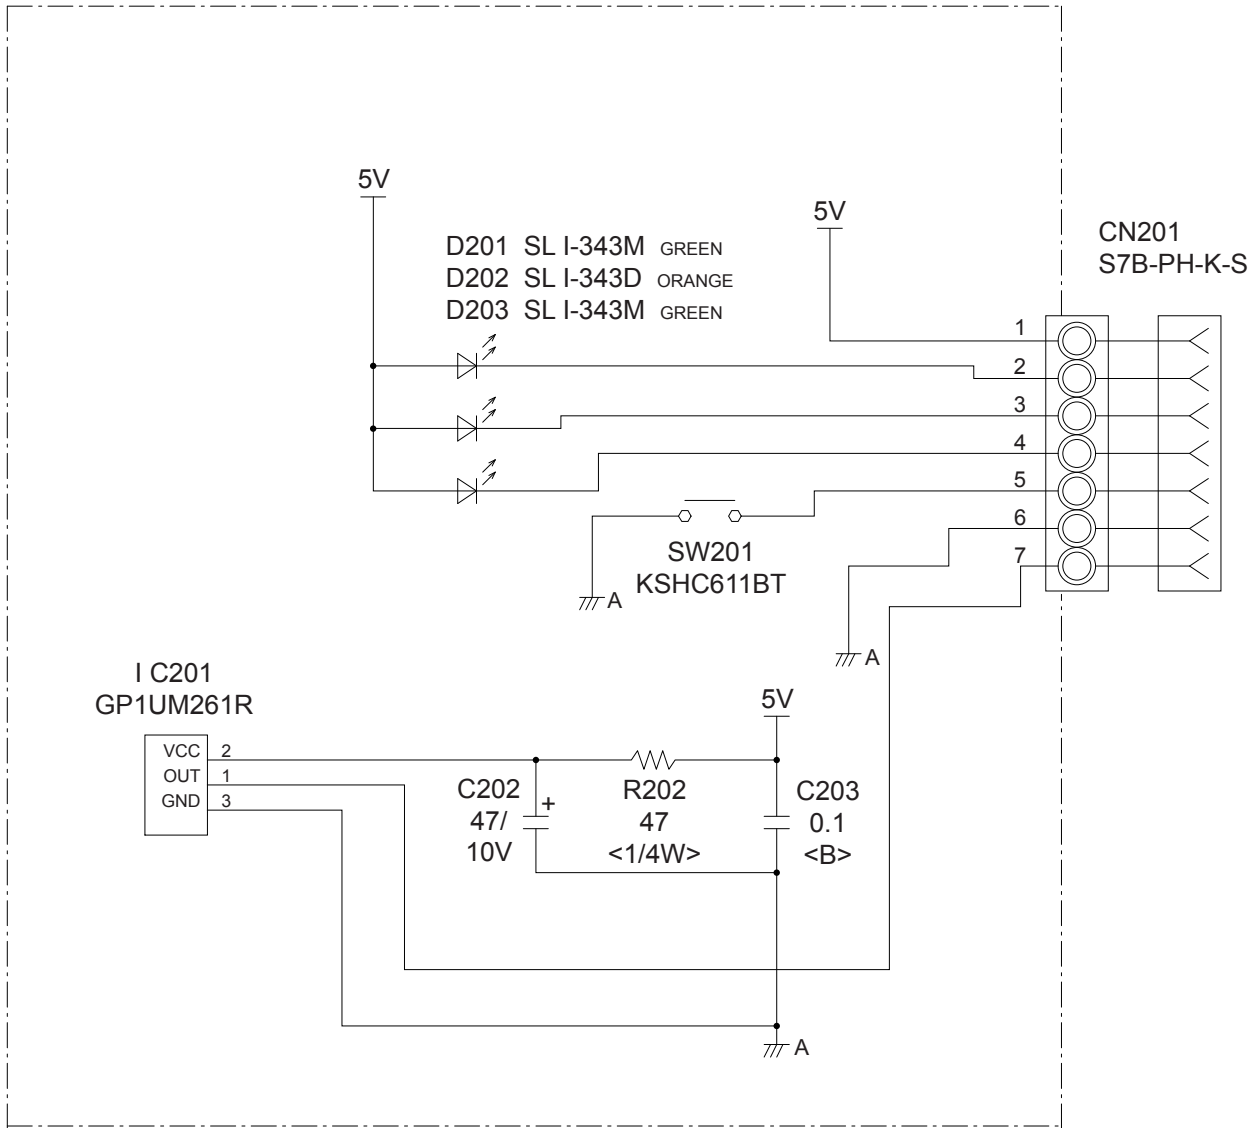 5V
D201 SL I-343M GREEN
D202 SL I-343D ORANGE
D203 SL I-343M GREEN
5V
CN201
S7B-PH-K-S
1
2
3
4
5
6
7
SW201
KSHC611BT
A
A
I C201
GP1UM261R
VCC 2
OUT 1
GND 3
5V
C202
47/
10V
+
R202
47
<1/4W>
C203
0.1
<B>
A